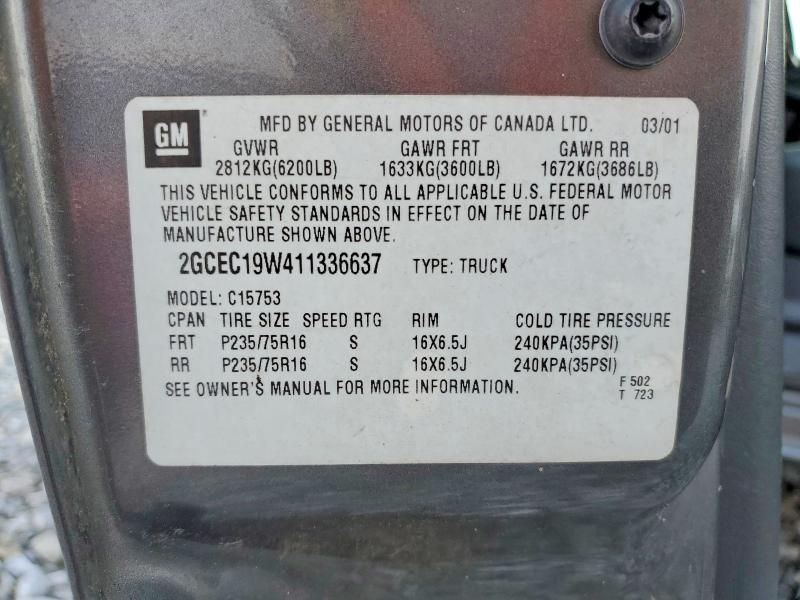 GM
MFD BY GENERAL MOTORS OF CANADA LTD. 03/01
GVWR GAWR FRT GAWR RR
2812KG(6200LB) 1633KG(3600LB) 1672KG(3686LB)
THIS VEHICLE CONFORMS TO ALL APPLICABLE U.S. FEDERAL MOTOR
VEHICLE SAFETY STANDARDS IN EFFECT ON THE DATE OF
MANUFACTURE SHOWN ABOVE.
2GCEC19W411336637 TYPE: TRUCK
MODEL: C15753
CPAN TIRE SIZE SPEED RTG RIM COLD TIRE PRESSURE
FRT P235/75R16 S 16X6.5J 240KPA(35PSI)
RR P235/75R16 S 16X6.5J 240KPA(35PSI)
SEE OWNER'S MANUAL FOR MORE INFORMATION.
F 502
T 723